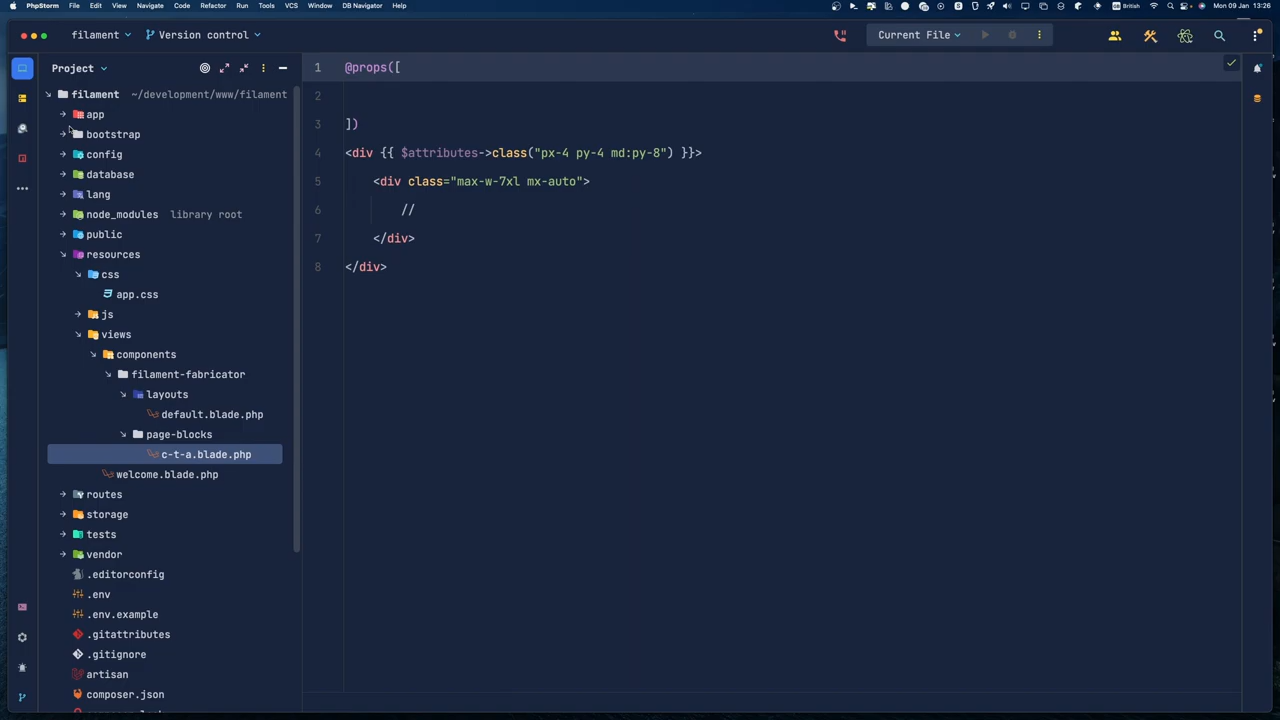 PhpStorm File Edit View Navigate Code Refactor Run Tools VCS Window DB Navigator Help British Mon 09 Jan 13:26
filament Version control Current File
Project
filament ~/development/www/filament
app
bootstrap
config
database
lang
node_modules library root
public
resources
css
app.css
js
views
components
filament-fabricator
layouts
default.blade.php
page-blocks
c-t-a.blade.php
welcome.blade.php
routes
storage
tests
vendor
.editorconfig
.env
.env.example
.gitattributes
.gitignore
artisan
composer.json
1 @props([
2
3 ])
4 <div {{ $attributes->class("px-4 py-4 md:py-8") }}>
5 <div class="max-w-7xl mx-auto">
6 //
7 </div>
8 </div>